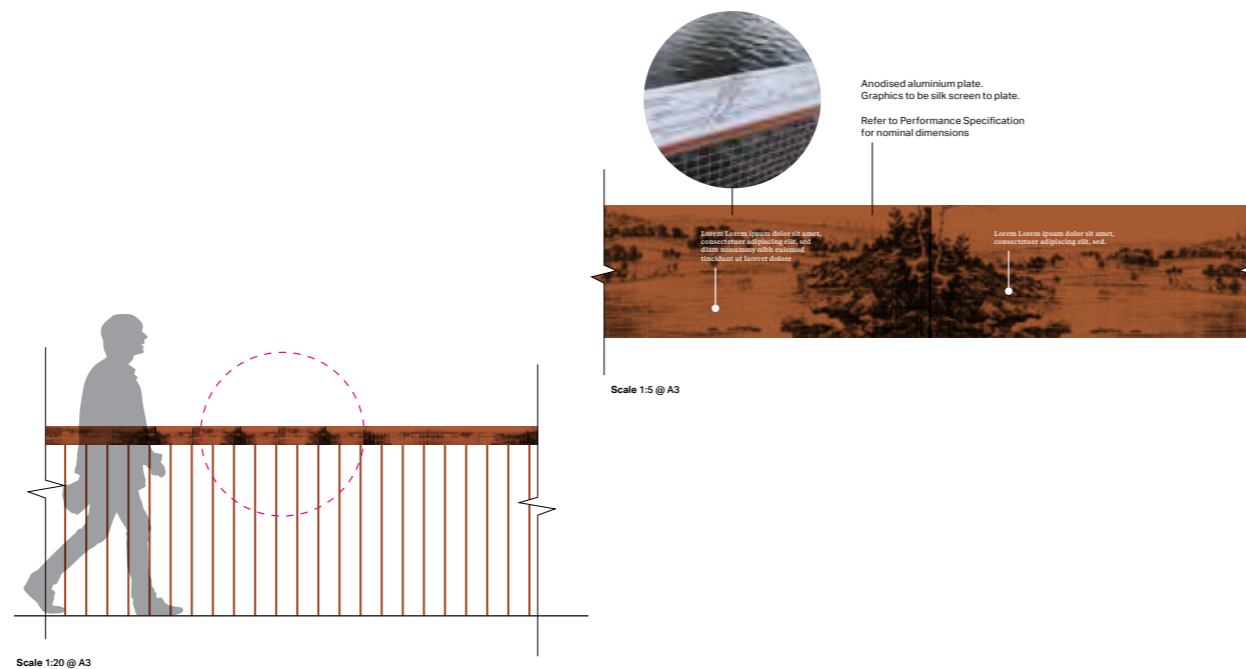 Anodised aluminium plate.
Graphics to be silk screen to plate.
Refer to Performance Specification
for nominal dimensions
Lorem Lorem ipsum dolor sit amet,
consectetuer adipiscing elit, sed
diam nonummy nibh euismod
tincidunt ut laoreet dolore
Lorem Lorem ipsum dolor sit amet,
consectetuer adipiscing elit, sed.
Scale 1:5 @ A3
Scale 1:20 @ A3